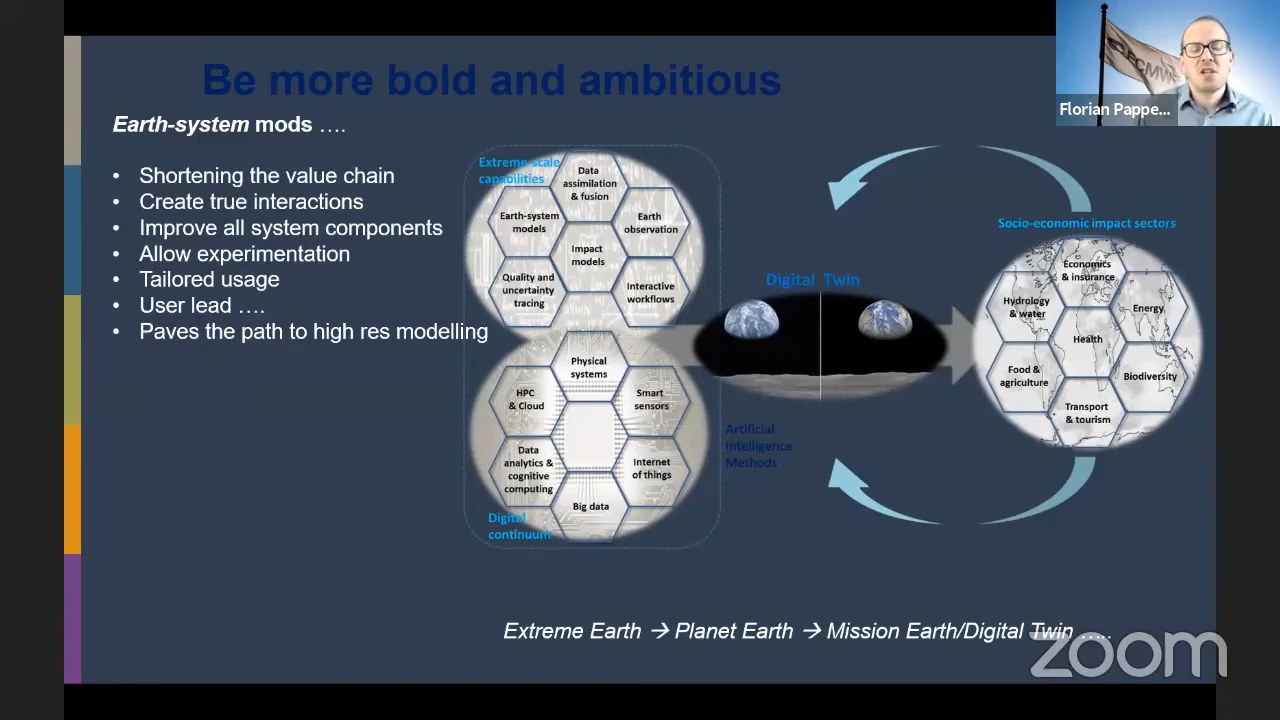 Be more bold and ambitious
Earth-system mods ….
• Shortening the value chain
• Create true interactions
• Improve all system components
• Allow experimentation
• Tailored usage
• User lead ….
• Paves the path to high res modelling
Extreme-scale
capabilities
Data
assimilation
& fusion
Earth-system
models
Earth
observation
Impact
models
Quality and
uncertainty
tracing
Interactive
workflows
Physical
systems
HPC
& Cloud
Smart
sensors
Data
analytics &
cognitive
computing
Internet
of things
Big data
Digital
continuum
Digital Twin
Artificial
Intelligence
Methods
Socio-economic impact sectors
Economics
& insurance
Hydrology
& water
Energy
Health
Food &
agriculture
Biodiversity
Transport
& tourism
Extreme Earth → Planet Earth → Mission Earth/Digital Twin …..
ECMWF
Florian Pappe...
zoom